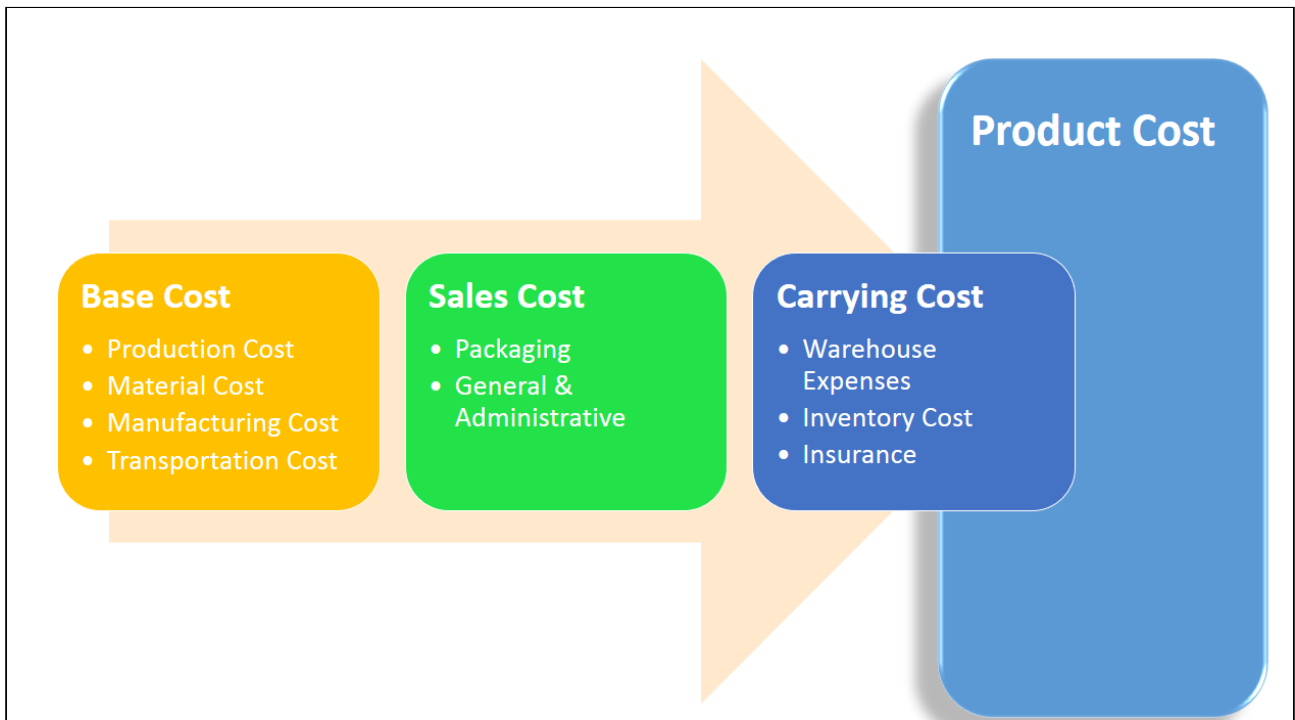 Product Cost
Base Cost
• Production Cost
• Material Cost
• Manufacturing Cost
• Transportation Cost
Sales Cost
• Packaging
• General &
Administrative
Carrying Cost
• Warehouse
Expenses
• Inventory Cost
• Insurance